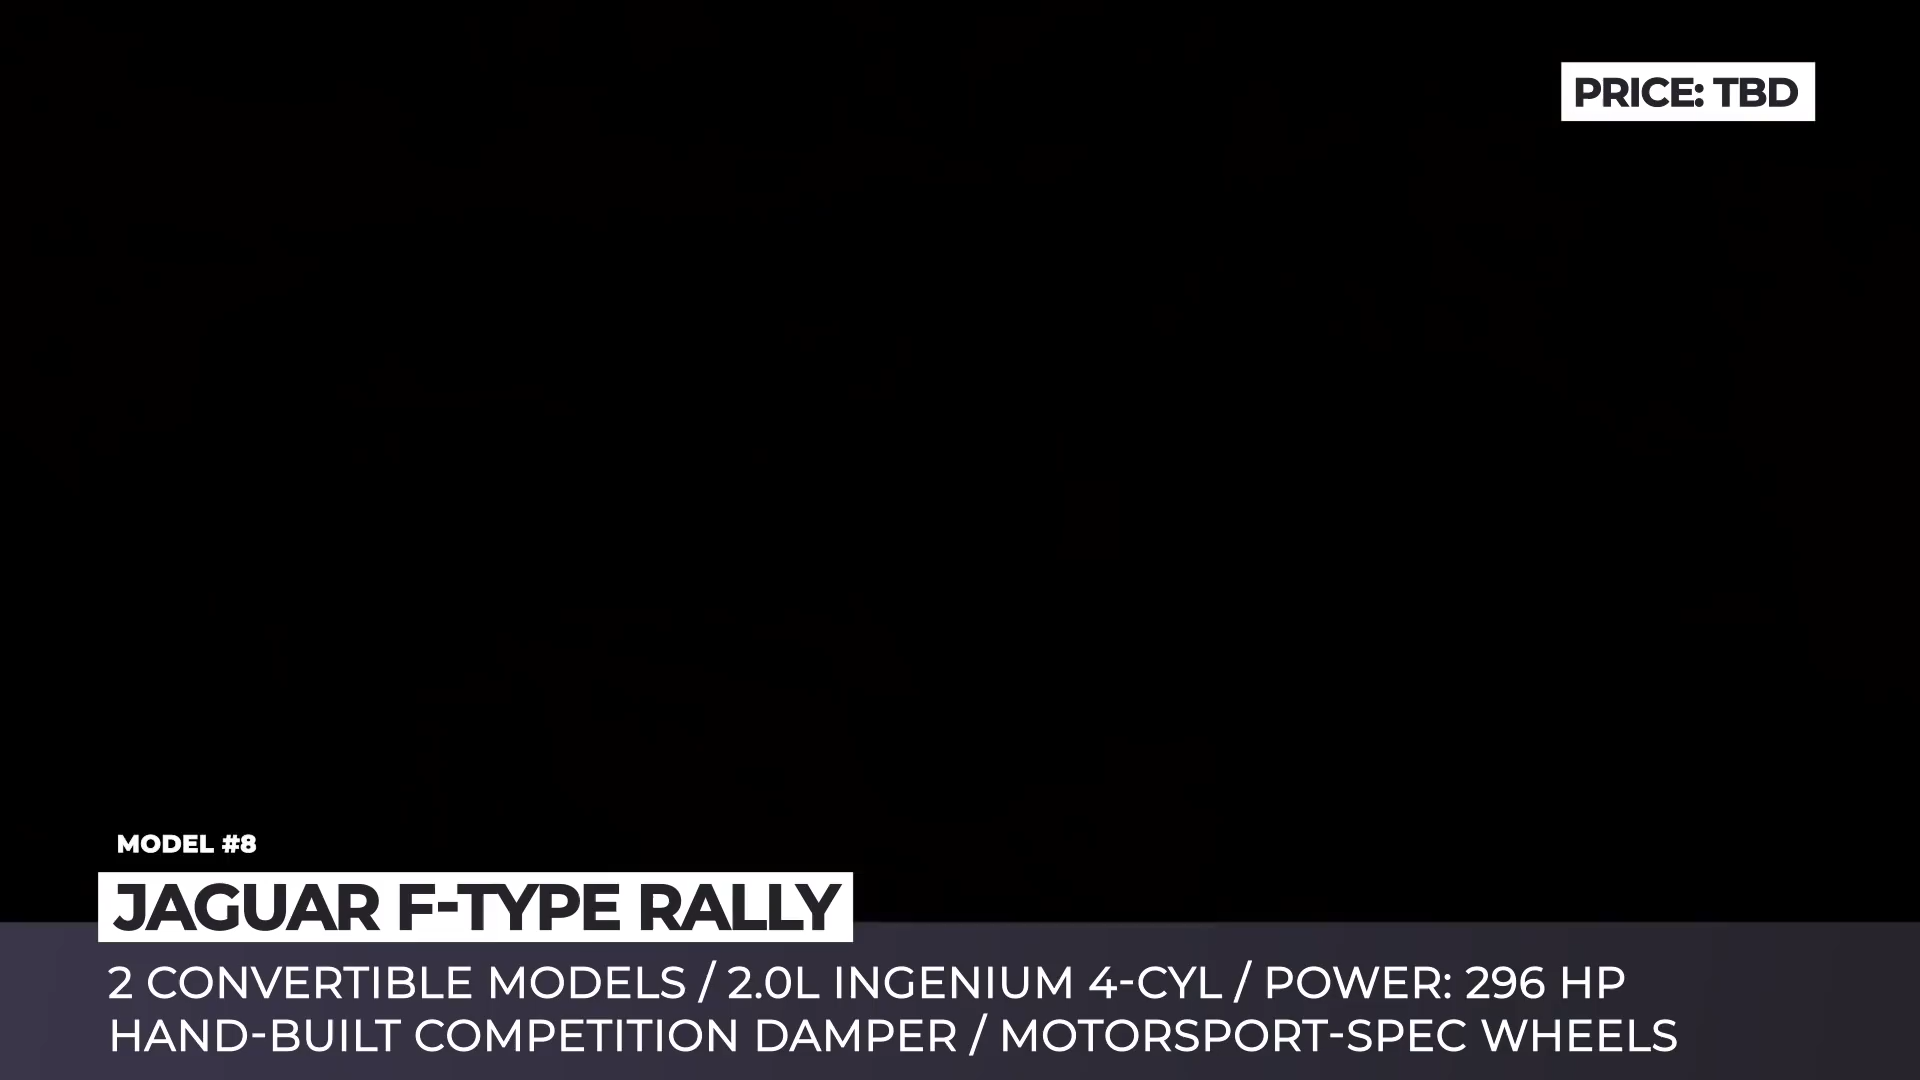 PRICE: TBD
MODEL #8
JAGUAR F-TYPE RALLY
2 CONVERTIBLE MODELS / 2.0L INGENIUM 4-CYL / POWER: 296 HP
HAND-BUILT COMPETITION DAMPER / MOTORSPORT-SPEC WHEELS